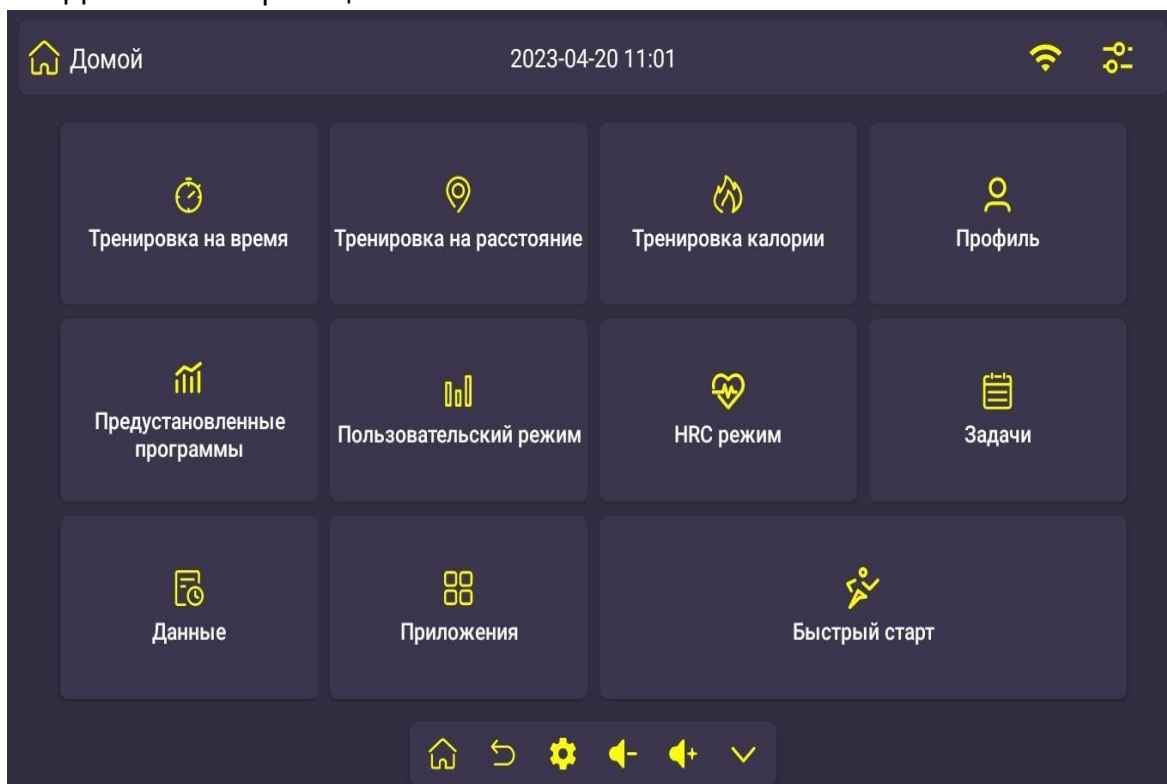 Домой
2023-04-20 11:01
Тренировка на время
Тренировка на расстояние
Тренировка калории
Профиль
Предустановленные
программы
Пользовательский режим
HRC режим
Задачи
Данные
Приложения
Быстрый старт